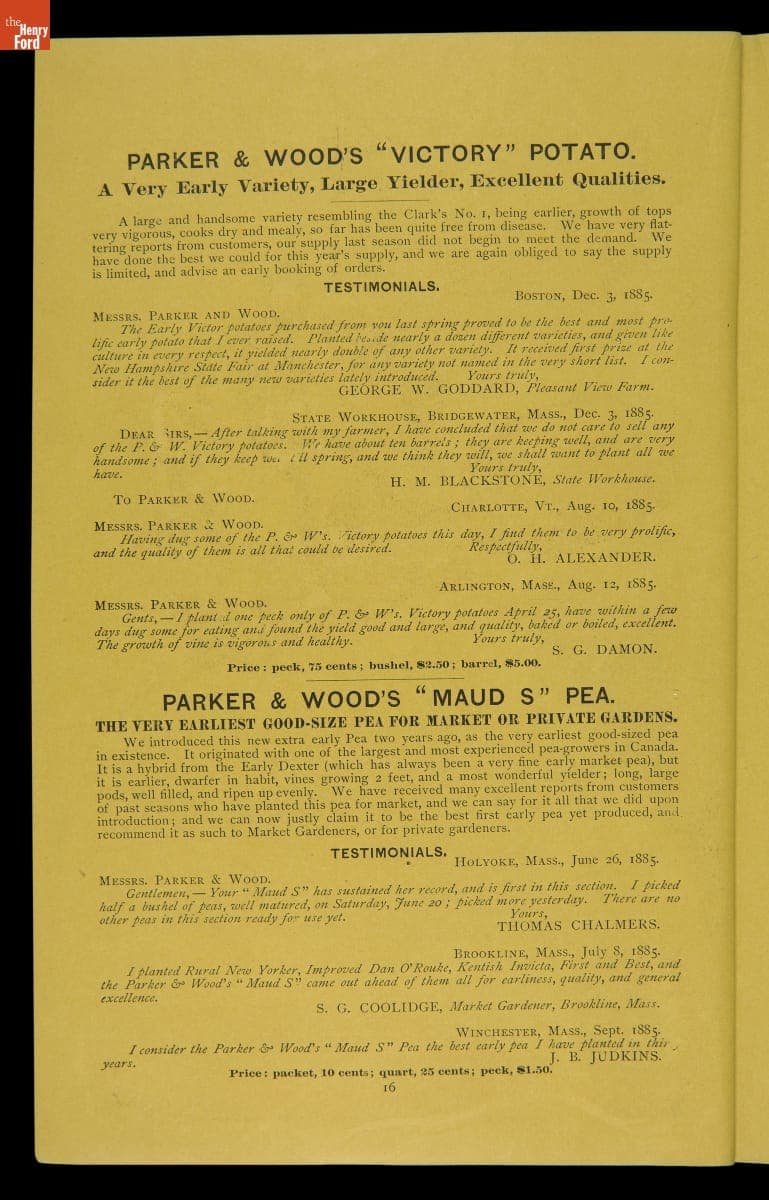 the
Henry
Ford
PARKER & WOOD'S "VICTORY" POTATO.
A Very Early Variety, Large Yielder, Excellent Qualities.
A large and handsome variety resembling the Clark's No. 1, being earlier, growth of tops
very vigorous, cooks dry and mealy, so far has been quite free from disease. We have very flat-
tering reports from customers, our supply last season did not begin to meet the demand. We
have done the best we could for this year's supply, and we are again obliged to say the supply
is limited, and advise an early booking of orders.
TESTIMONIALS.
BOSTON, Dec. 3, 1885.
MESSRS. PARKER AND WOOD.
The Early Victor potatoes purchased from you last spring proved to be the best and most pro-
lific early potato that I ever raised. Planted beside nearly a dozen different varieties, and given like
culture in every respect, it yielded nearly double of any other variety. It received first prize at the
New Hampshire State Fair at Manchester, for any variety not named in the very short list. I con-
sider it the best of the many new varieties lately introduced. Yours truly,
GEORGE W. GODDARD, Pleasant View Farm.
STATE WORKHOUSE, BRIDGEWATER, MASS., Dec. 3, 1885.
DEAR SIRS,—After talking with my farmer, I have concluded that we do not care to sell any
of the P. & W. Victory potatoes. We have about ten barrels; they are keeping well, and are very
handsome; and if they keep well till spring, and we think they will, we shall want to plant all we
have. Yours truly,
H. M. BLACKSTONE, State Workhouse.
TO PARKER & WOOD.
CHARLOTTE, VT., Aug. 10, 1885.
MESSRS. PARKER & WOOD.
Having dug some of the P. & W's. Victory potatoes this day, I find them to be very prolific,
and the quality of them is all that could be desired. Respectfully,
O. H. ALEXANDER.
ARLINGTON, MASS., Aug. 12, 1885.
MESSRS. PARKER & WOOD.
Gents,—I planted one peck only of P. & W's. Victory potatoes April 25, have within a few
days dug some for eating and found the yield good and large, and quality, baked or boiled, excellent.
The growth of vine is vigorous and healthy. Yours truly,
S. G. DAMON.
Price: peck, 75 cents; bushel, $2.50; barrel, $5.00.
PARKER & WOOD'S "MAUD S" PEA.
THE VERY EARLIEST GOOD-SIZE PEA FOR MARKET OR PRIVATE GARDENS.
We introduced this new extra early Pea two years ago, as the very earliest good-sized pea
in existence. It originated with one of the largest and most experienced pea-growers in Canada.
It is a hybrid from the Early Dexter (which has always been a very fine early market pea), but
it is earlier, dwarfer in habit, vines growing 2 feet, and a most wonderful yielder; long, large
pods, well filled, and ripen up evenly. We have received many excellent reports from customers
of past seasons who have planted this pea for market, and we can say for it all that we did upon
introduction; and we can now justly claim it to be the best first early pea yet produced, and
recommend it as such to Market Gardeners, or for private gardeners.
TESTIMONIALS.
HOLYOKE, MASS., June 26, 1885.
MESSRS. PARKER & WOOD.
Gentlemen,—Your "Maud S" has sustained her record, and is first in this section. I picked
half a bushel of peas, well matured, on Saturday, June 20; picked more yesterday. There are no
other peas in this section ready for use yet. Yours,
THOMAS CHALMERS.
BROOKLINE, MASS., July 8, 1885.
I planted Rural New Yorker, Improved Dan O'Rouke, Kentish Invicta, First and Best, and
the Parker & Wood's "Maud S" came out ahead of them all for earliness, quality, and general
excellence.
S. G. COOLIDGE, Market Gardener, Brookline, Mass.
WINCHESTER, MASS., Sept. 1885.
I consider the Parker & Wood's "Maud S" Pea the best early pea I have planted in thir y
years. J. B. JUDKINS.
Price: packet, 10 cents; quart, 25 cents; peck, $1.50.
16